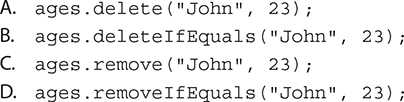 A. ages.delete("John", 23);
B. ages.deleteIfEquals("John", 23);
C. ages.remove("John", 23);
D. ages.removeIfEquals("John", 23);